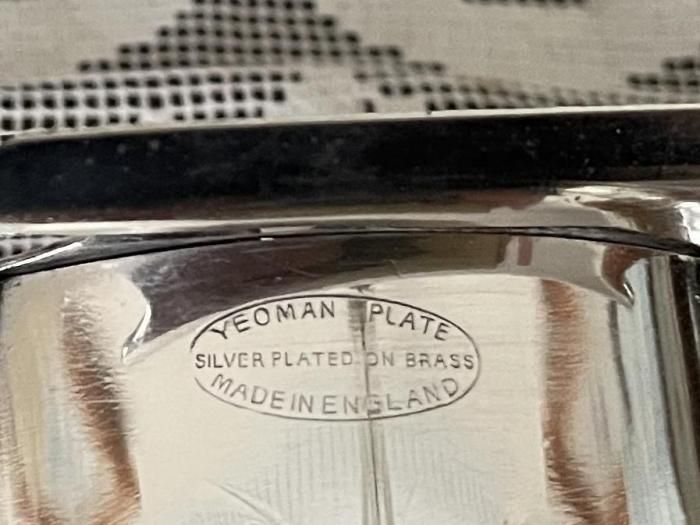 YEOMAN PLATE
SILVER PLATED ON BRASS
MADE IN ENGLAND